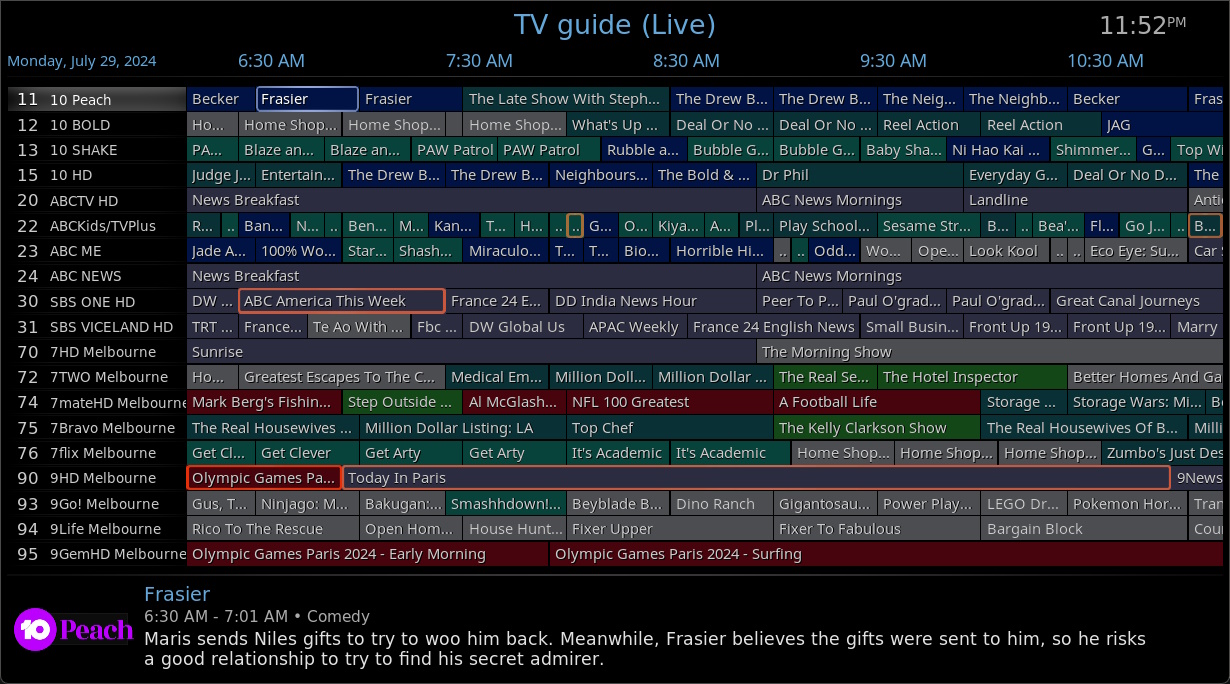 TV guide (Live)
11:52PM
Monday, July 29, 2024 6:30 AM 7:30 AM 8:30 AM 9:30 AM 10:30 AM
11 10 Peach Becker Frasier Frasier The Late Show With Steph... The Drew B... The Drew B... The Neig... The Neighb... Becker Fras
12 10 BOLD Ho... Home Shop... Home Shop... Home Shop... What's Up ... Deal Or No ... Deal Or No ... Reel Action Reel Action JAG
13 10 SHAKE PA... Blaze an... Blaze an... PAW Patrol PAW Patrol Rubble a... Bubble G... Bubble G... Baby Sha... Ni Hao Kai ... Shimmer... G... Top Wi
15 10 HD Judge J... Entertain... The Drew B... The Drew B... Neighbours... The Bold & ... Dr Phil Everyday G... Deal Or No D... The
20 ABCTV HD News Breakfast ABC News Mornings Landline Anti
22 ABCKids/TVPlus R... .. Ban... N... .. Ben... M... Kan... T... H... .. .. G... O... Kiya... A... Pl... Play School... Sesame Str... B... .. Bea'... Fl... Go J... .. B...
23 ABC ME Jade A... 100% Wo... Star... Shash... Miraculo... T... T... Bio... Horrible Hi... .. .. Odd... Wo... Ope... Look Kool .. .. Eco Eye: Su... Car
24 ABC NEWS News Breakfast ABC News Mornings
30 SBS ONE HD DW ... ABC America This Week France 24 E... DD India News Hour Peer To P... Paul O'grad... Paul O'grad... Great Canal Journeys
31 SBS VICELAND HD TRT ... France... Te Ao With ... Fbc ... DW Global Us APAC Weekly France 24 English News Small Busin... Front Up 19... Front Up 19... Marry
70 7HD Melbourne Sunrise The Morning Show
72 7TWO Melbourne Ho... Greatest Escapes To The C... Medical Em... Million Doll... Million Dollar ... The Real Se... The Hotel Inspector Better Homes And Ga
74 7mateHD Melbourne Mark Berg's Fishin... Step Outside ... Al McGlash... NFL 100 Greatest A Football Life Storage ... Storage Wars: Mi... Be
75 7Bravo Melbourne The Real Housewives ... Million Dollar Listing: LA Top Chef The Kelly Clarkson Show The Real Housewives Of B... Milli
76 7flix Melbourne Get Cl... Get Clever Get Arty Get Arty It's Academic It's Academic Home Shop... Home Shop... Home Shop... Zumbo's Just Des
90 9HD Melbourne Olympic Games Pa... Today In Paris 9News
93 9Go! Melbourne Gus, T... Ninjago: M... Bakugan:... Smashhdown!... Beyblade B... Dino Ranch Gigantosau... Power Play... LEGO Dr... Pokemon Hor... Tran
94 9Life Melbourne Rico To The Rescue Open Hom... House Hunt... Fixer Upper Fixer To Fabulous Bargain Block Cou
95 9GemHD Melbourne Olympic Games Paris 2024 - Early Morning Olympic Games Paris 2024 - Surfing
10 Peach
Frasier
6:30 AM - 7:01 AM • Comedy
Maris sends Niles gifts to try to woo him back. Meanwhile, Frasier believes the gifts were sent to him, so he risks
a good relationship to try to find his secret admirer.